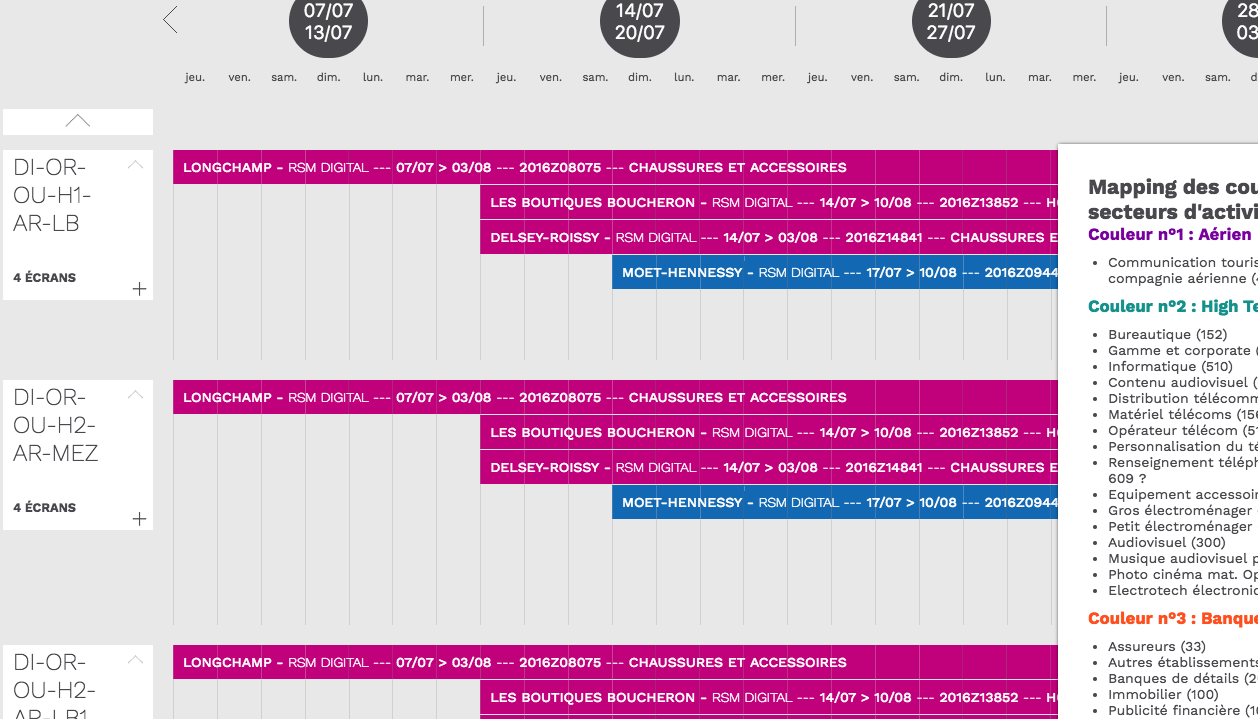 07/07
13/07
14/07
20/07
21/07
27/07
28
03
jeu. ven. sam. dim. lun. mar. mer. jeu. ven. sam. dim. lun. mar. mer. jeu. ven. sam. dim. lun. mar. mer. jeu. ven. sam. d
DI-OR-
OU-H1-
AR-LB
4 ÉCRANS
LONGCHAMP - RSM DIGITAL --- 07/07 > 03/08 --- 2016Z08075 --- CHAUSSURES ET ACCESSOIRES
LES BOUTIQUES BOUCHERON - RSM DIGITAL --- 14/07 > 10/08 --- 2016Z13852 --- H
DELSEY-ROISSY - RSM DIGITAL --- 14/07 > 03/08 --- 2016Z14841 --- CHAUSSURES E
MOET-HENNESSY - RSM DIGITAL --- 17/07 > 10/08 --- 2016Z0944
DI-OR-
OU-H2-
AR-MEZ
4 ÉCRANS
LONGCHAMP - RSM DIGITAL --- 07/07 > 03/08 --- 2016Z08075 --- CHAUSSURES ET ACCESSOIRES
LES BOUTIQUES BOUCHERON - RSM DIGITAL --- 14/07 > 10/08 --- 2016Z13852 --- H
DELSEY-ROISSY - RSM DIGITAL --- 14/07 > 03/08 --- 2016Z14841 --- CHAUSSURES E
MOET-HENNESSY - RSM DIGITAL --- 17/07 > 10/08 --- 2016Z0944
DI-OR-
OU-H2-
AR-LB1
LONGCHAMP - RSM DIGITAL --- 07/07 > 03/08 --- 2016Z08075 --- CHAUSSURES ET ACCESSOIRES
LES BOUTIQUES BOUCHERON - RSM DIGITAL --- 14/07 > 10/08 --- 2016Z13852 --- H
Mapping des cou
secteurs d'activi
Couleur n°1 : Aérien
• Communication touris
compagnie aérienne (
Couleur n°2 : High Te
• Bureautique (152)
• Gamme et corporate (
• Informatique (510)
• Contenu audiovisuel (
• Distribution télécomm
• Matériel télécoms (156
• Opérateur télécom (51
• Personnalisation du té
• Renseignement téléph
609 ?
• Equipement accessoir
• Gros électroménager
• Petit électroménager
• Audiovisuel (300)
• Musique audiovisuel p
• Photo cinéma mat. Op
• Electrotech électronic
Couleur n°3 : Banque
• Assureurs (33)
• Autres établissements
• Banques de détails (2
• Immobilier (100)
• Publicité financière (10